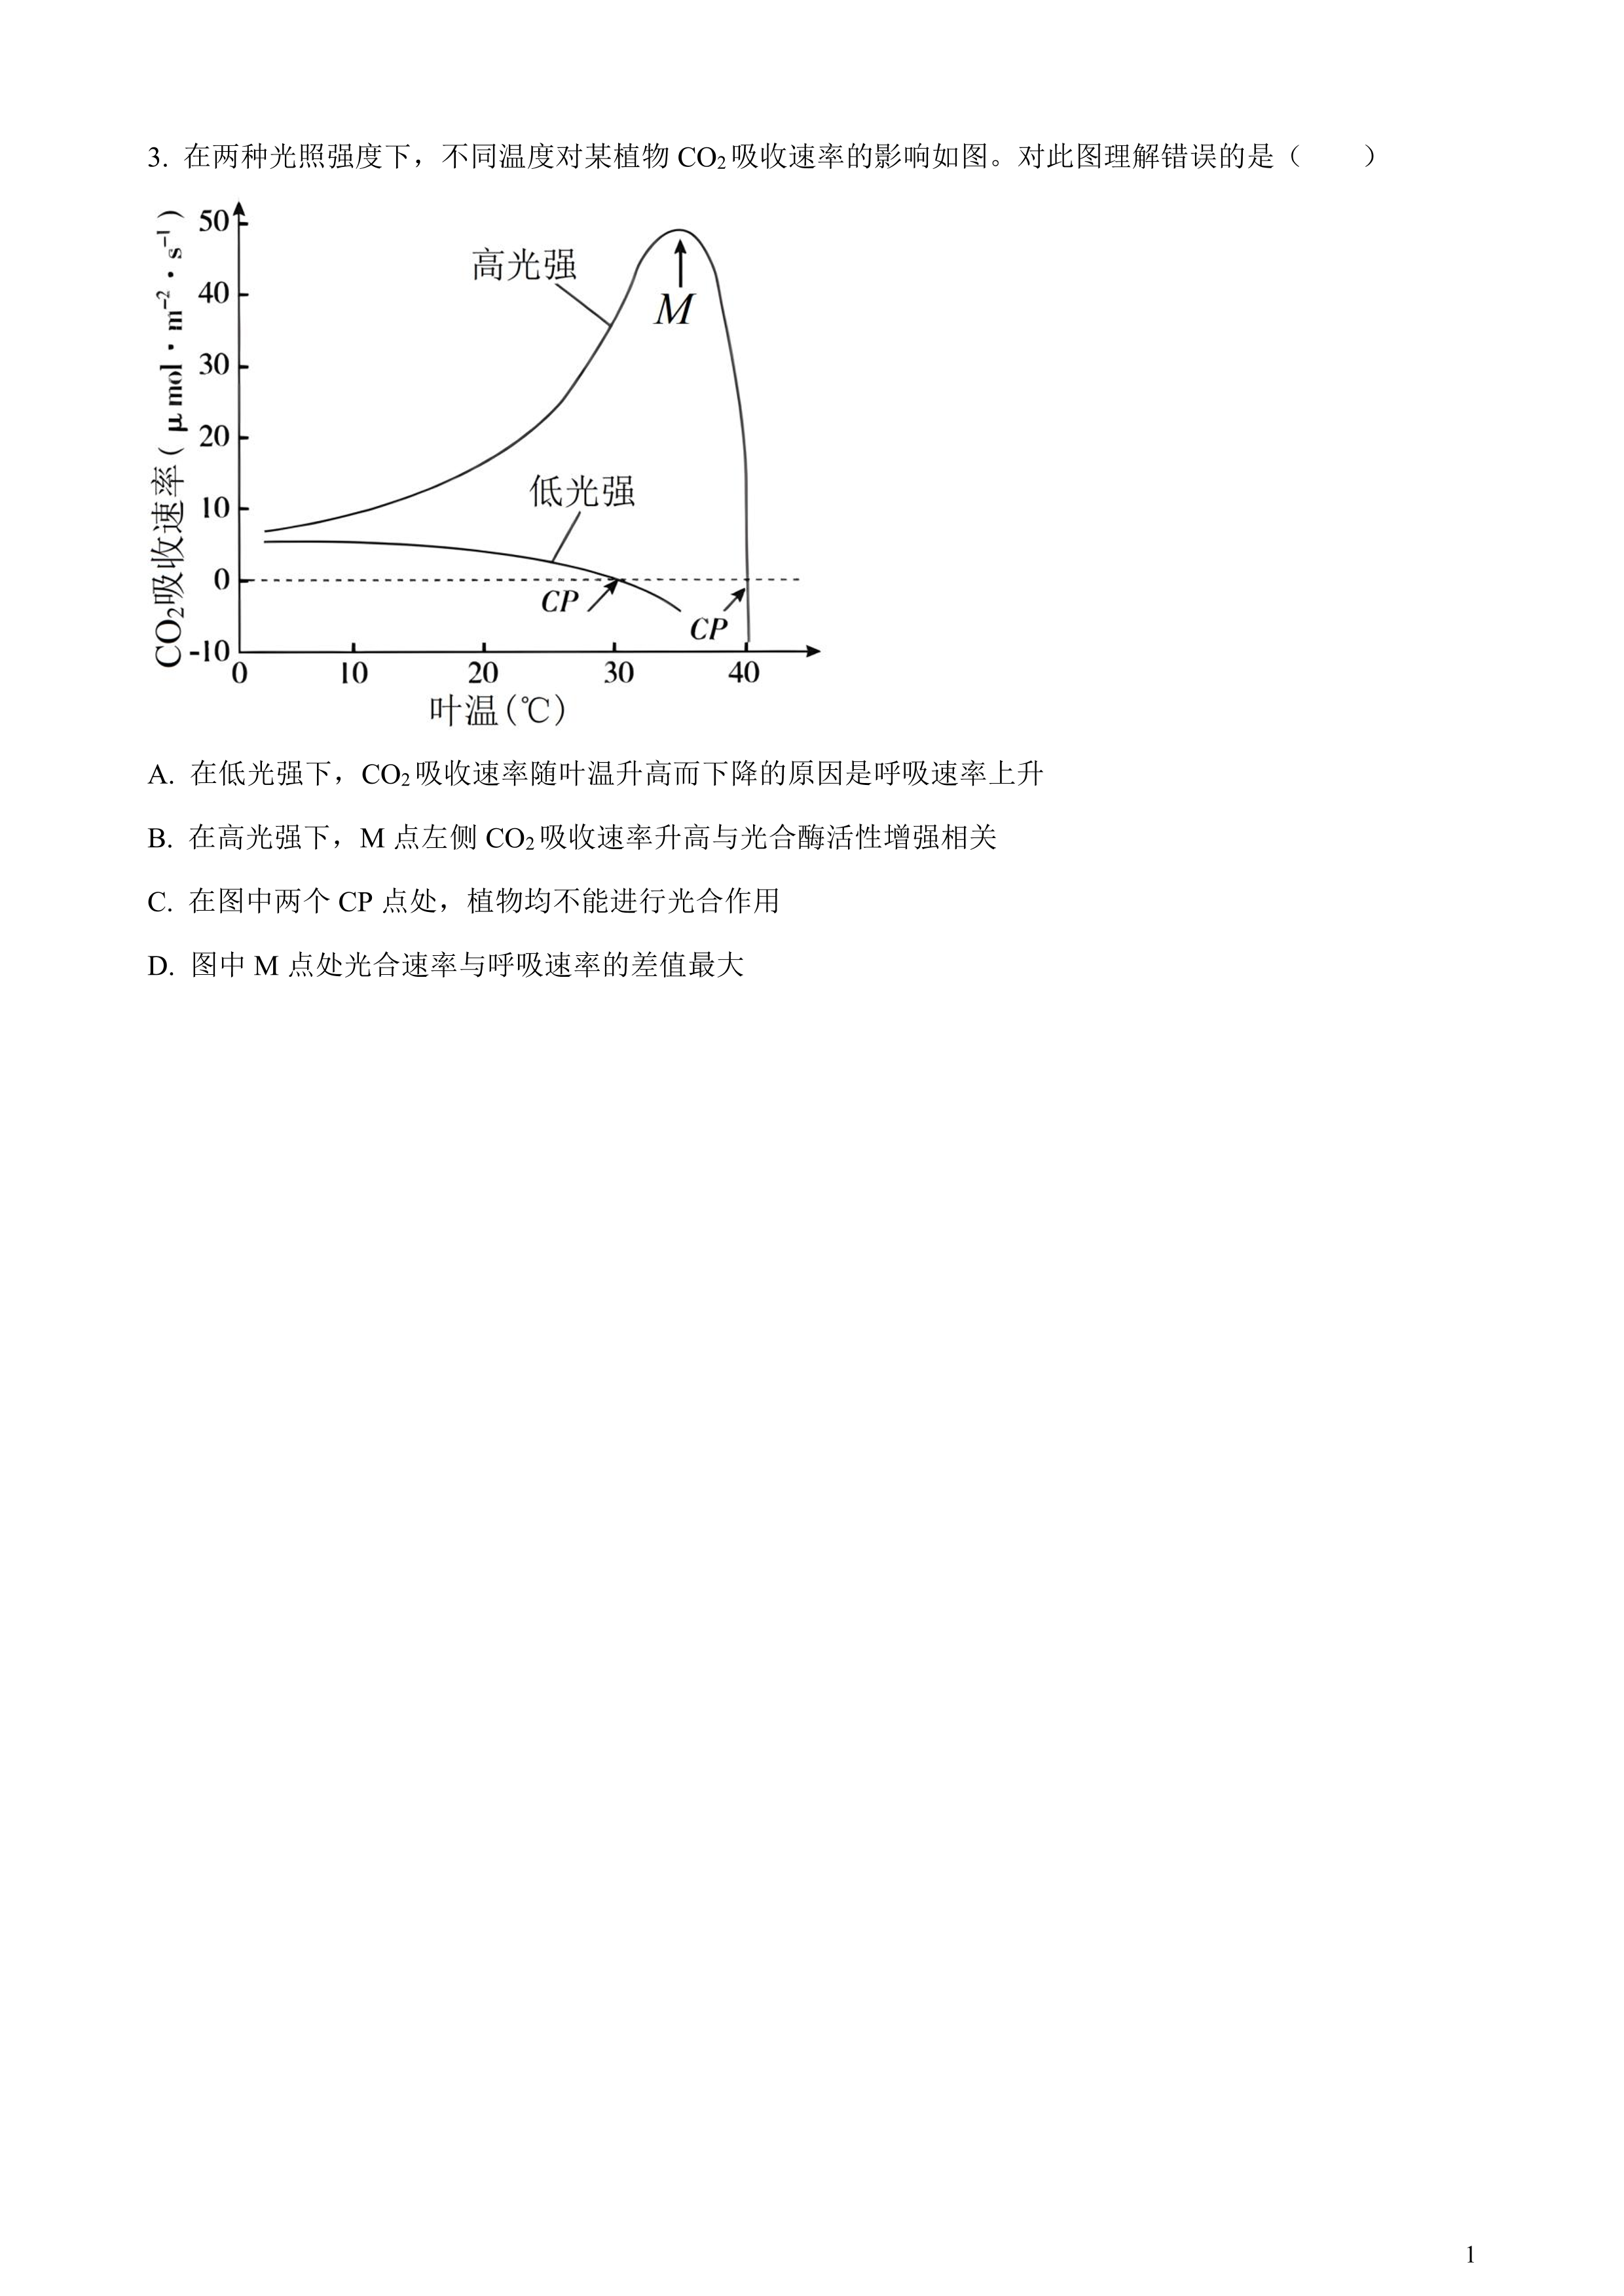 3. 在两种光照强度下，不同温度对某植物 CO₂ 吸收速率的影响如图。对此图理解错误的是（　　）
CO₂吸收速率（μmol·m⁻²·s⁻¹）
50
40
30
20
10
0
-10
高光强
M
低光强
CP
CP
0 10 20 30 40
叶温(℃)
A. 在低光强下，CO₂ 吸收速率随叶温升高而下降的原因是呼吸速率上升
B. 在高光强下，M 点左侧 CO₂ 吸收速率升高与光合酶活性增强相关
C. 在图中两个 CP 点处，植物均不能进行光合作用
D. 图中 M 点处光合速率与呼吸速率的差值最大
1